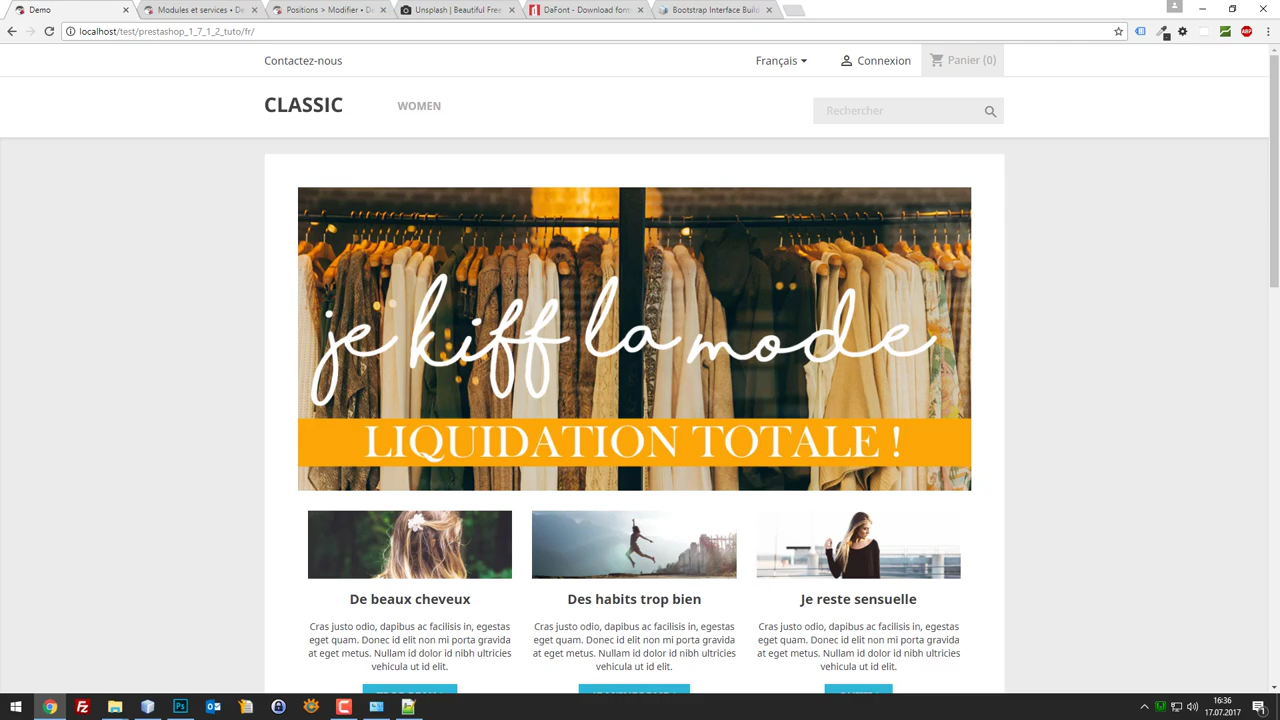 Demo
Modules et services • De
Positions > Modifier • De
Unsplash | Beautiful Free
DaFont - Download font
Bootstrap Interface Buil
localhost/test/prestashop_1_7_1_2_tuto/fr/
Contactez-nous
Français
Connexion
Panier (0)
CLASSIC
WOMEN
Rechercher
je kiff la mode
LIQUIDATION TOTALE !
De beaux cheveux
Des habits trop bien
Je reste sensuelle
Cras justo odio, dapibus ac facilisis in, egestas
eget quam. Donec id elit non mi porta gravida
at eget metus. Nullam id dolor id nibh ultricies
vehicula ut id elit.
Cras justo odio, dapibus ac facilisis in, egestas
eget quam. Donec id elit non mi porta gravida
at eget metus. Nullam id dolor id nibh ultricies
vehicula ut id elit.
Cras justo odio, dapibus ac facilisis in, egestas
eget quam. Donec id elit non mi porta gravida
at eget metus. Nullam id dolor id nibh ultricies
vehicula ut id elit.
16:36
17.07.2017